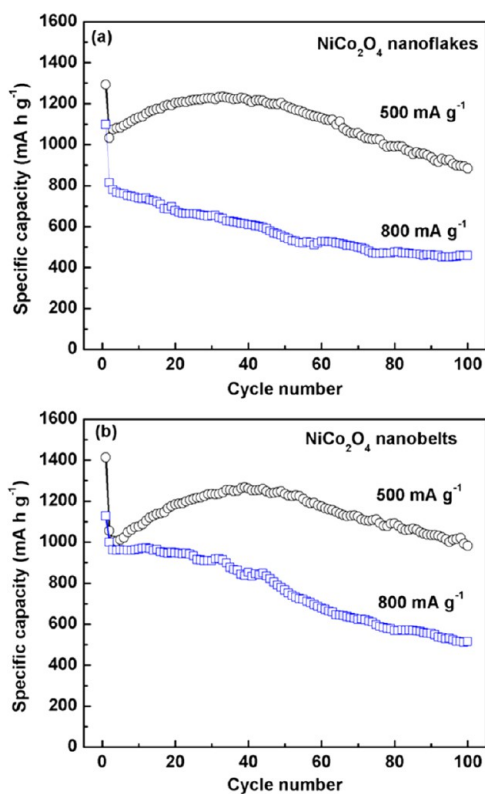 (a)
NiCo₂O₄ nanoflakes
500 mA g⁻¹
800 mA g⁻¹
Specific capacity (mA h g⁻¹)
1600
1400
1200
1000
800
600
400
200
0
0 20 40 60 80 100
Cycle number
(b)
NiCo₂O₄ nanobelts
500 mA g⁻¹
800 mA g⁻¹
Specific capacity (mA h g⁻¹)
1600
1400
1200
1000
800
600
400
200
0
0 20 40 60 80 100
Cycle number